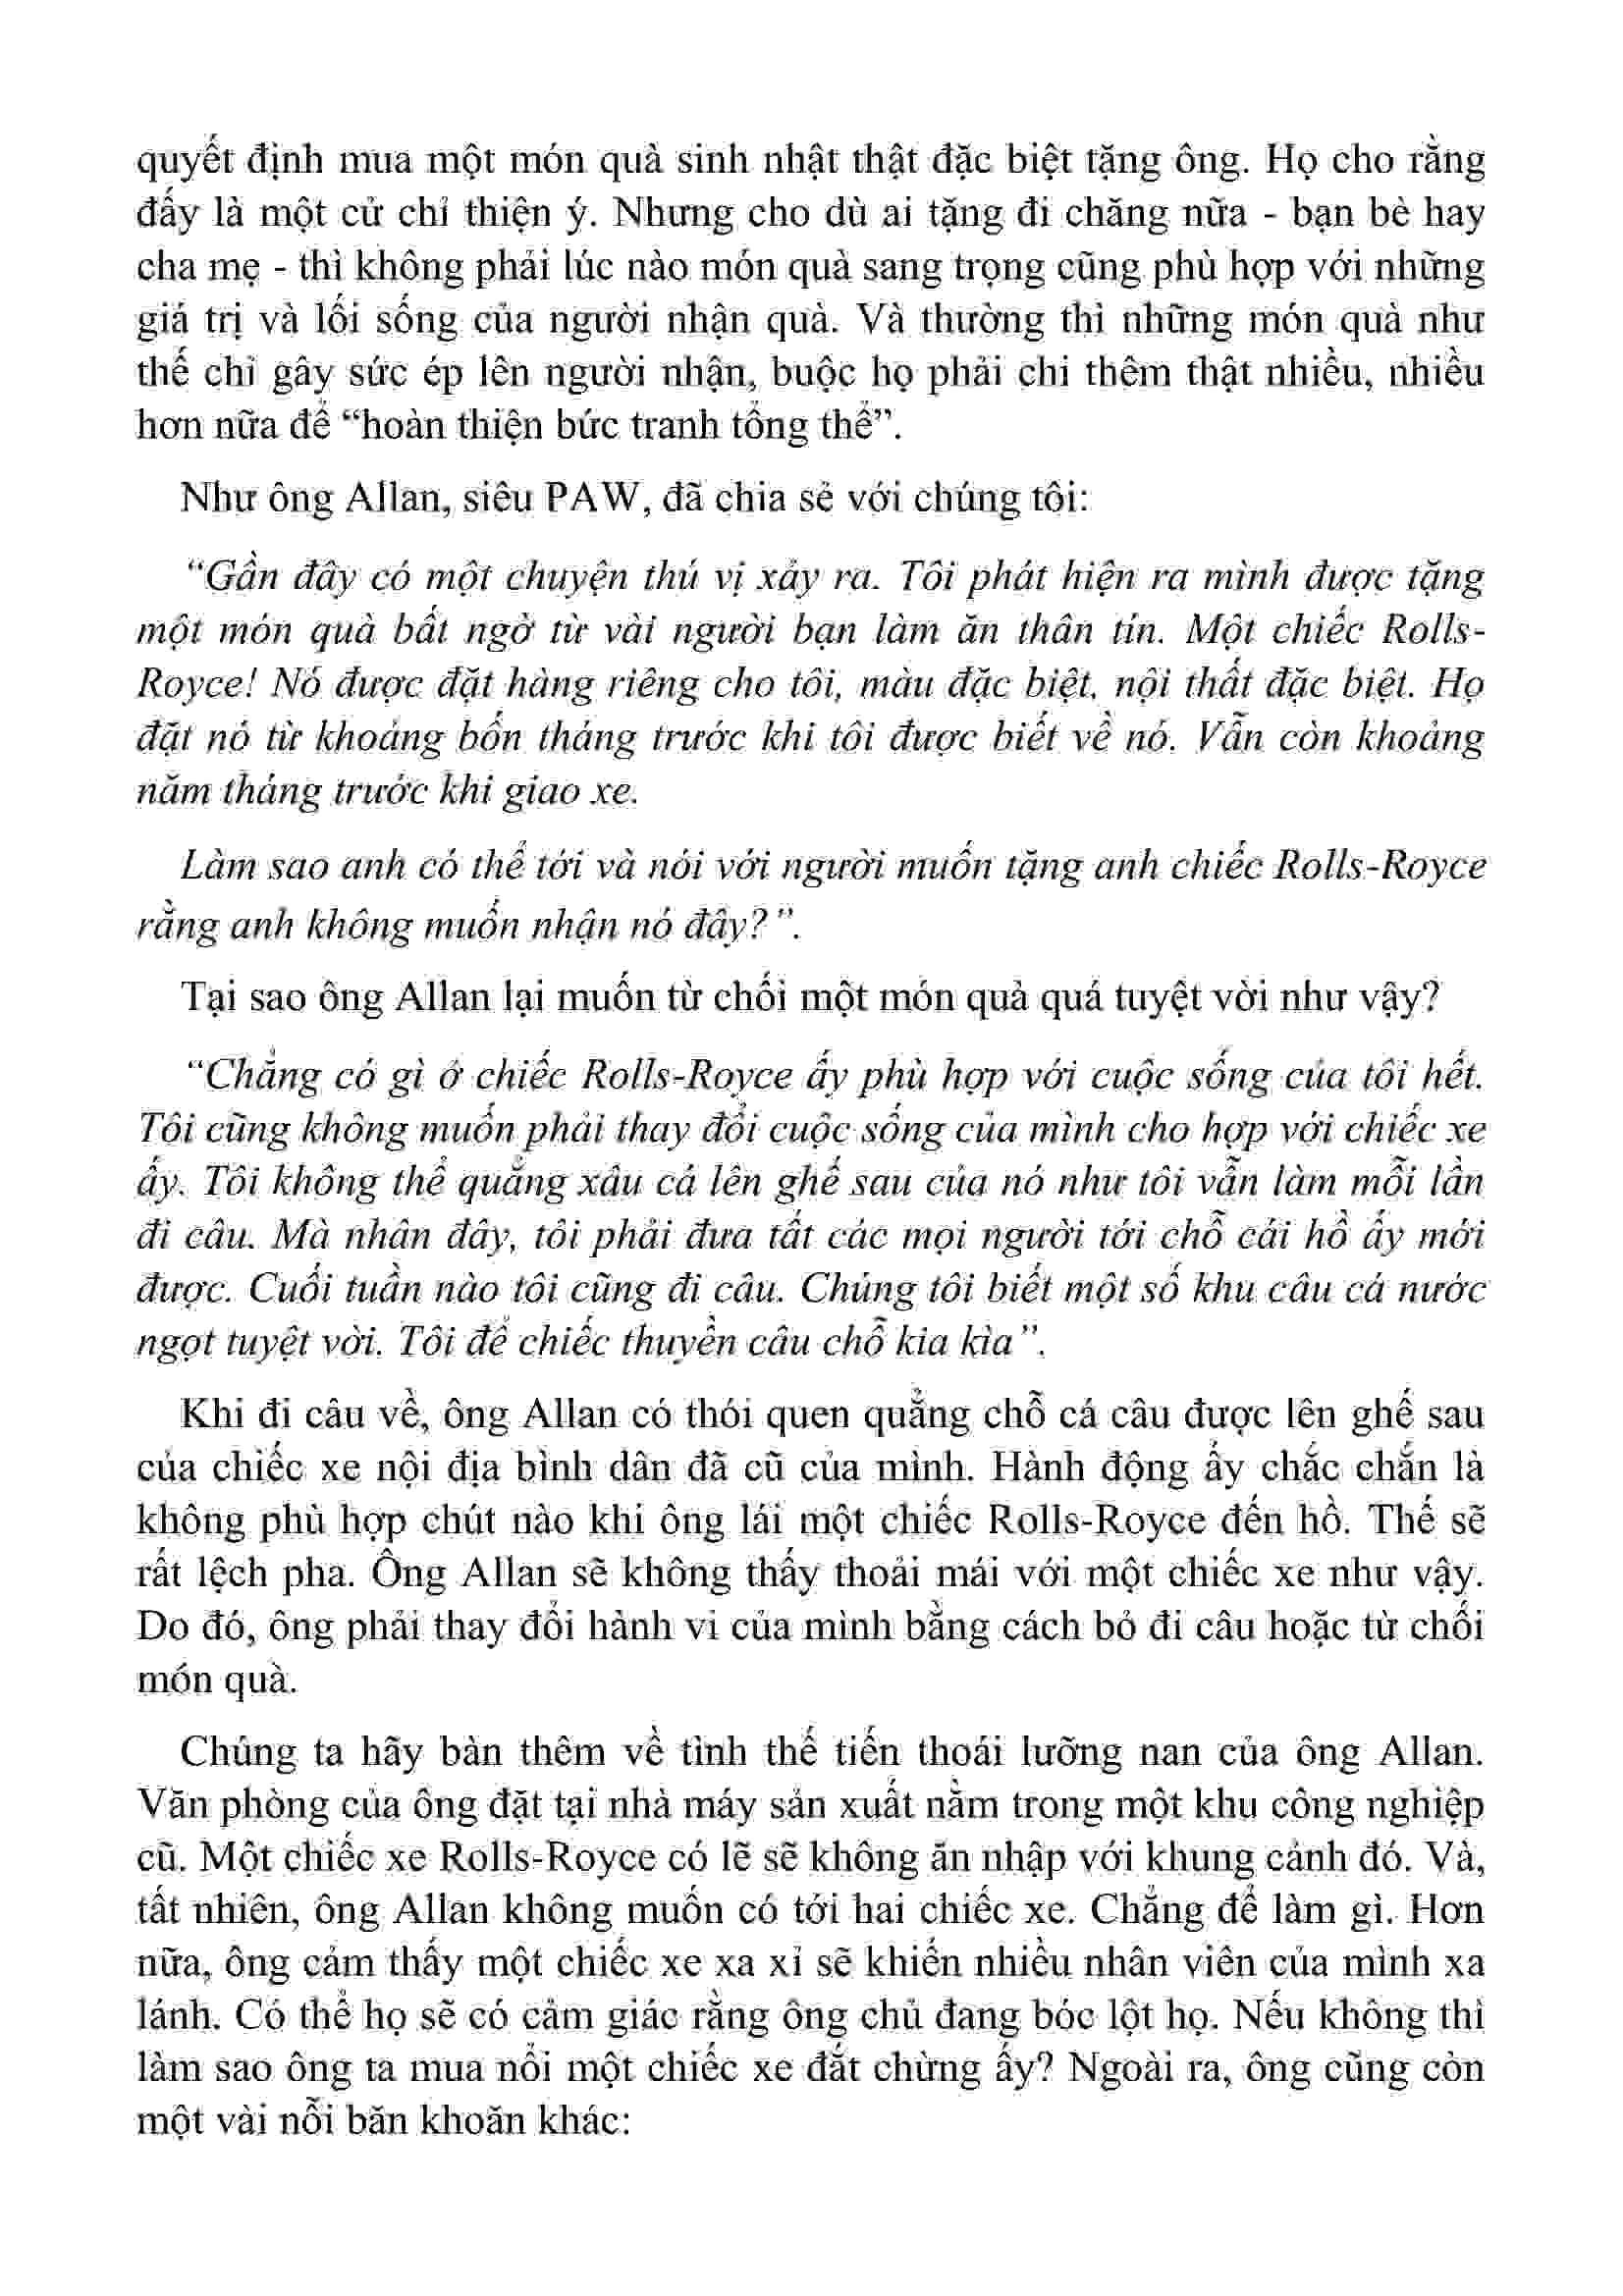 quyết định mua một món quà sinh nhật thật đặc biệt tặng ông. Họ cho rằng
đấy là một cử chỉ thiện ý. Nhưng cho dù ai tặng đi chăng nữa - bạn bè hay
cha mẹ - thì không phải lúc nào món quà sang trọng cũng phù hợp với những
giá trị và lối sống của người nhận quà. Và thường thì những món quà như
thế chỉ gây sức ép lên người nhận, buộc họ phải chi thêm thật nhiều, nhiều
hơn nữa để “hoàn thiện bức tranh tổng thể”.
Như ông Allan, siêu PAW, đã chia sẻ với chúng tôi:
“Gần đây có một chuyện thú vị xảy ra. Tôi phát hiện ra mình được tặng
một món quà bất ngờ từ vài người bạn làm ăn thân tín. Một chiếc Rolls-
Royce! Nó được đặt hàng riêng cho tôi, màu đặc biệt, nội thất đặc biệt. Họ
đặt nó từ khoảng bốn tháng trước khi tôi được biết về nó. Vẫn còn khoảng
năm tháng trước khi giao xe.
Làm sao anh có thể tới và nói với người muốn tặng anh chiếc Rolls-Royce
rằng anh không muốn nhận nó đây?”.
Tại sao ông Allan lại muốn từ chối một món quà quá tuyệt vời như vậy?
“Chẳng có gì ở chiếc Rolls-Royce ấy phù hợp với cuộc sống của tôi hết.
Tôi cũng không muốn phải thay đổi cuộc sống của mình cho hợp với chiếc xe
ấy. Tôi không thể quẳng xâu cá lên ghế sau của nó như tôi vẫn làm mỗi lần
đi câu. Mà nhân đây, tôi phải đưa tất các mọi người tới chỗ cái hồ ấy mới
được. Cuối tuần nào tôi cũng đi câu. Chúng tôi biết một số khu câu cá nước
ngọt tuyệt vời. Tôi để chiếc thuyền câu chỗ kia kìa”.
Khi đi câu về, ông Allan có thói quen quẳng chỗ cá câu được lên ghế sau
của chiếc xe nội địa bình dân đã cũ của mình. Hành động ấy chắc chắn là
không phù hợp chút nào khi ông lái một chiếc Rolls-Royce đến hồ. Thế sẽ
rất lệch pha. Ông Allan sẽ không thấy thoải mái với một chiếc xe như vậy.
Do đó, ông phải thay đổi hành vi của mình bằng cách bỏ đi câu hoặc từ chối
món quà.
Chúng ta hãy bàn thêm về tình thế tiến thoái lưỡng nan của ông Allan.
Văn phòng của ông đặt tại nhà máy sản xuất nằm trong một khu công nghiệp
cũ. Một chiếc xe Rolls-Royce có lẽ sẽ không ăn nhập với khung cảnh đó. Và,
tất nhiên, ông Allan không muốn có tới hai chiếc xe. Chẳng để làm gì. Hơn
nữa, ông cảm thấy một chiếc xe xa xỉ sẽ khiến nhiều nhân viên của mình xa
lánh. Có thể họ sẽ có cảm giác rằng ông chủ đang bóc lột họ. Nếu không thì
làm sao ông ta mua nổi một chiếc xe đắt chừng ấy? Ngoài ra, ông cũng còn
một vài nỗi băn khoăn khác: